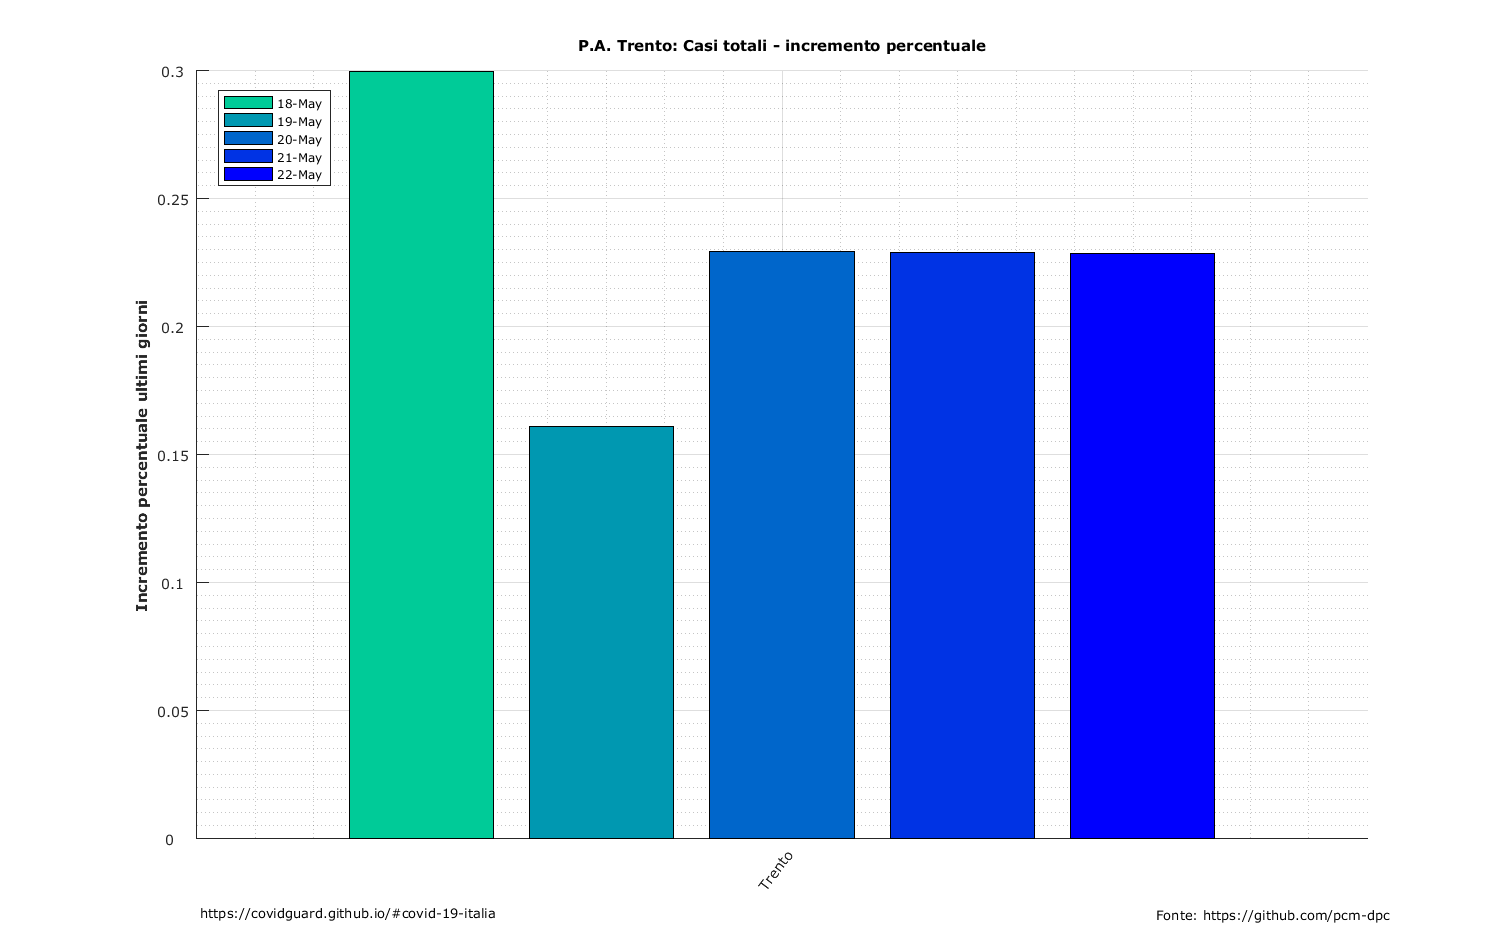 P.A. Trento: Casi totali - incremento percentuale
0.3
0.25
0.2
0.15
0.1
0.05
0
Incremento percentuale ultimi giorni
18-May
19-May
20-May
21-May
22-May
Trento
https://covidguard.github.io/#covid-19-italia
Fonte: https://github.com/pcm-dpc